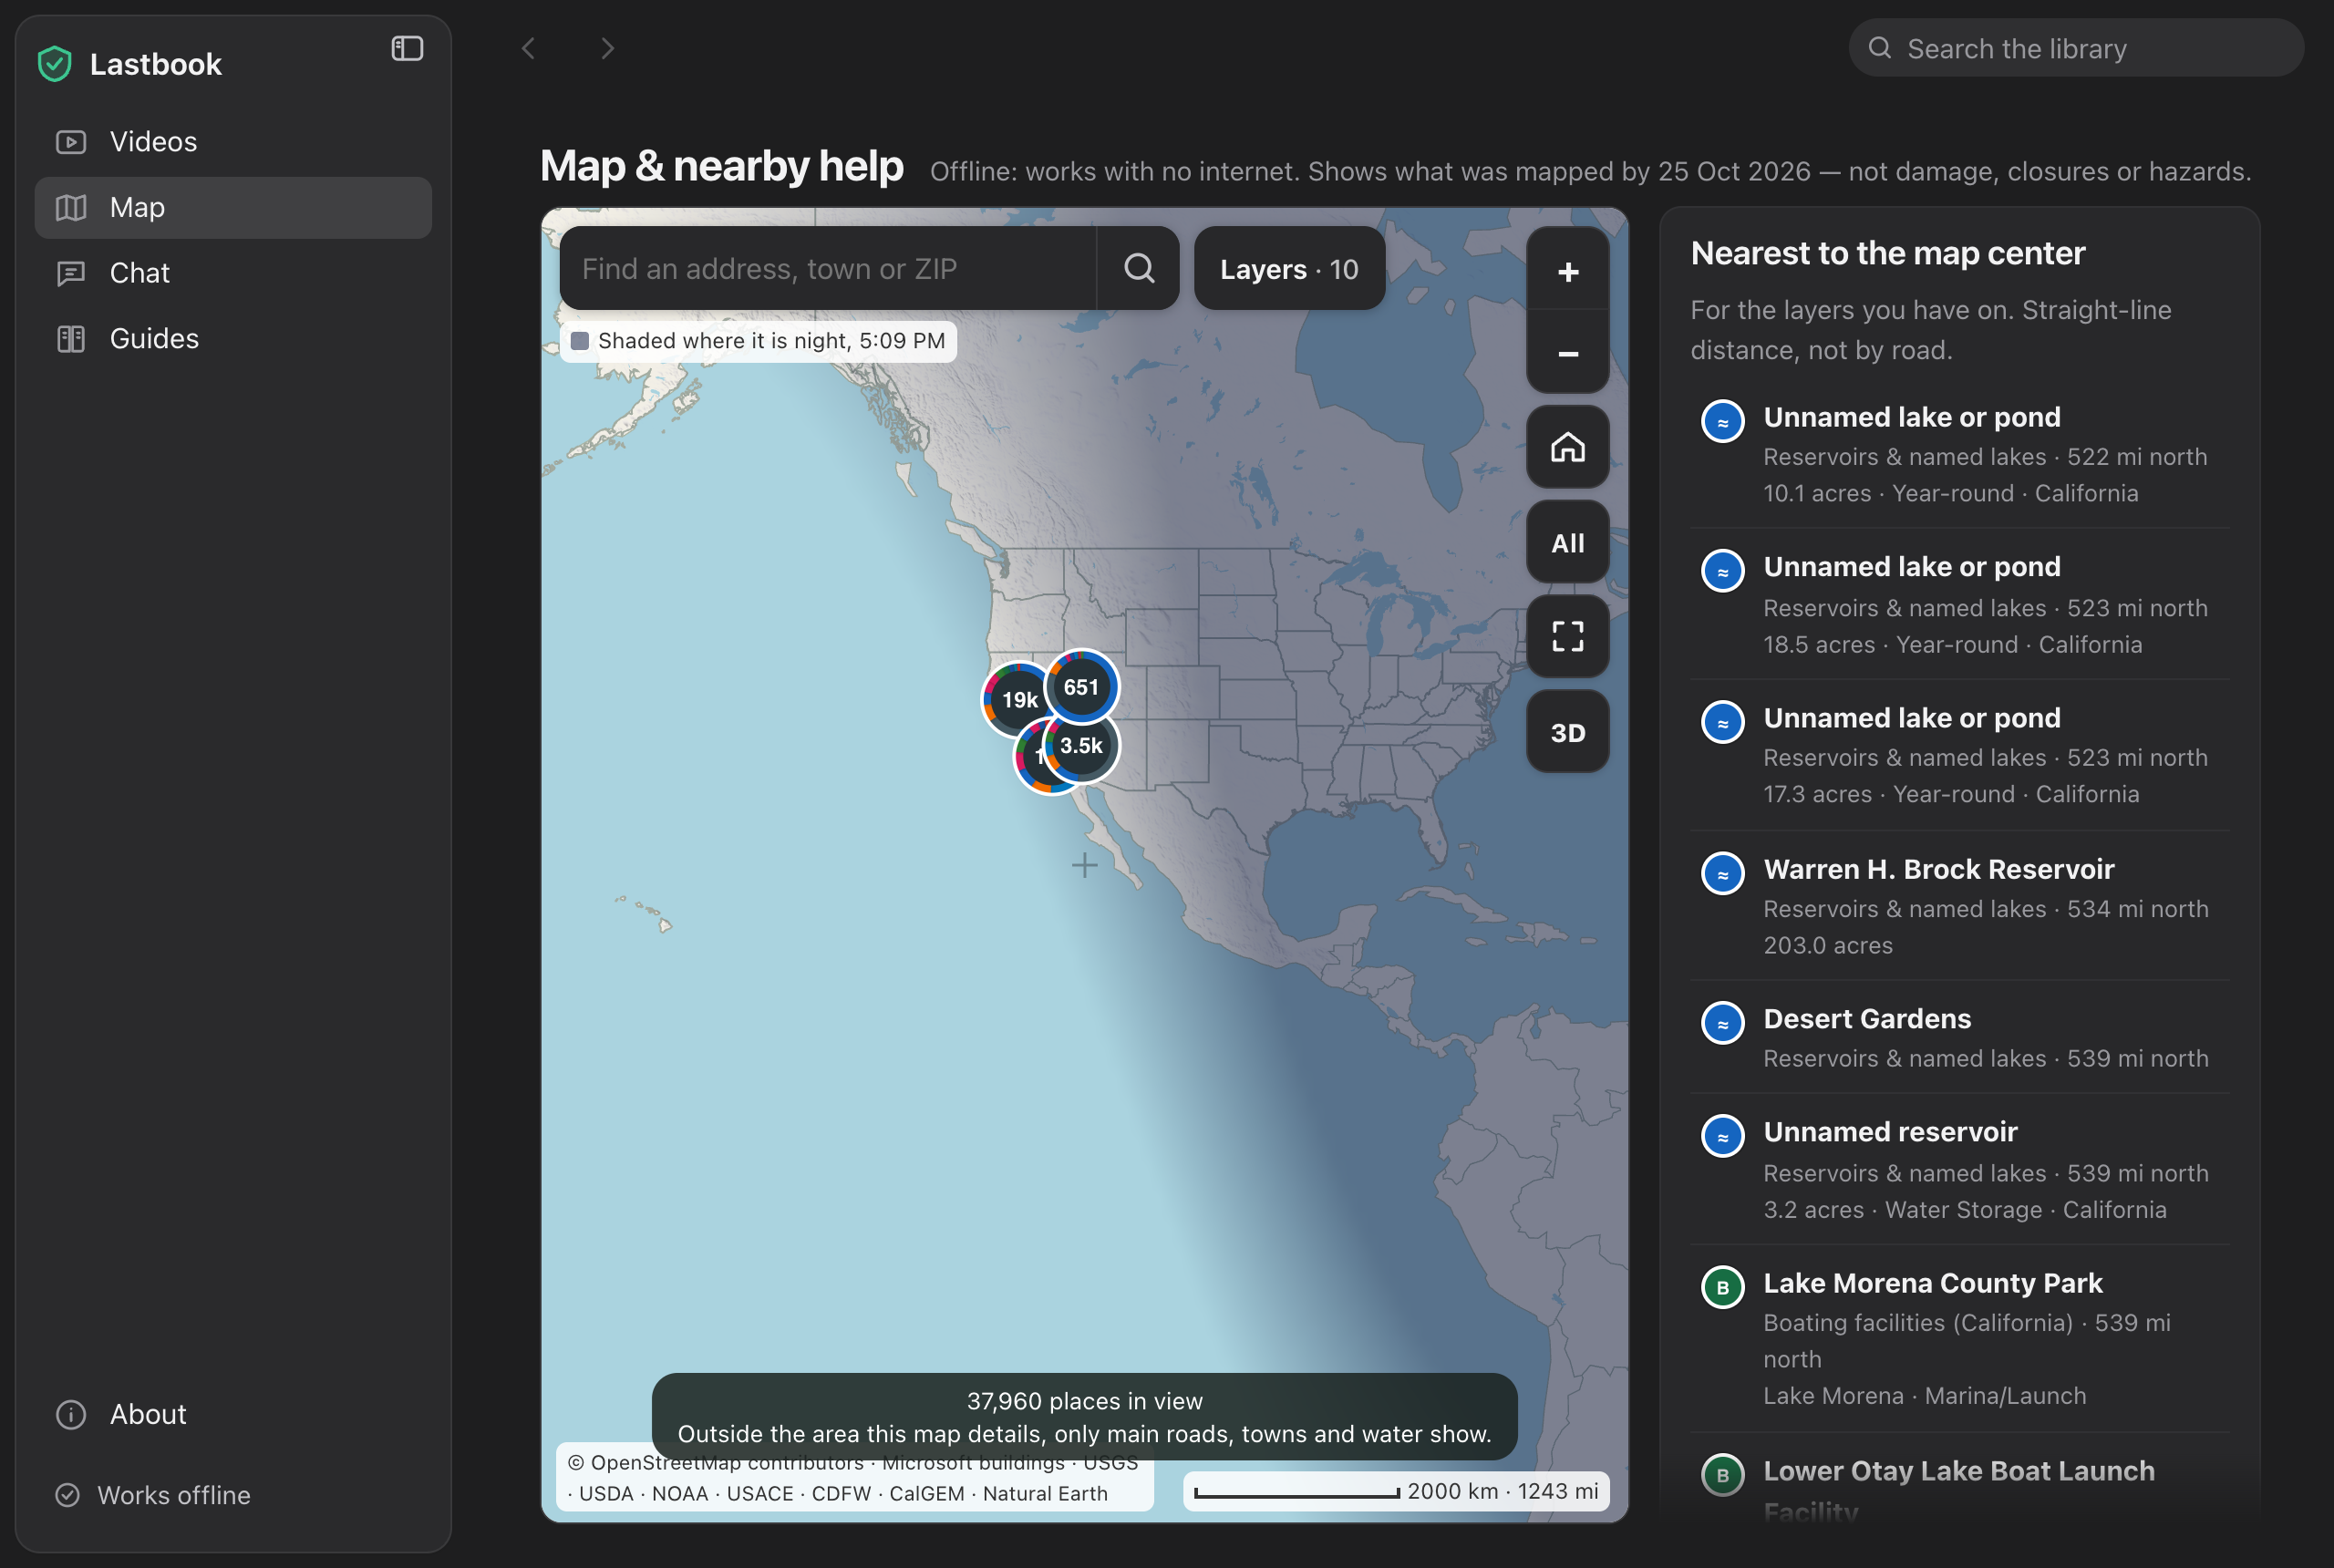 Lastbook
Videos
Map
Chat
Guides
About
Works offline
Search the library
Map & nearby help
Offline: works with no internet. Shows what was mapped by 25 Oct 2026 — not damage, closures or hazards.
Find an address, town or ZIP
Layers · 10
Shaded where it is night, 5:09 PM
+
−
All
3D
19k
651
3.5k
37,960 places in view
Outside the area this map details, only main roads, towns and water show.
© OpenStreetMap contributors · Microsoft buildings · USGS
· USDA · NOAA · USACE · CDFW · CalGEM · Natural Earth
2000 km · 1243 mi
Nearest to the map center
For the layers you have on. Straight-line
distance, not by road.
≈
Unnamed lake or pond
Reservoirs & named lakes · 522 mi north
10.1 acres · Year-round · California
≈
Unnamed lake or pond
Reservoirs & named lakes · 523 mi north
18.5 acres · Year-round · California
≈
Unnamed lake or pond
Reservoirs & named lakes · 523 mi north
17.3 acres · Year-round · California
≈
Warren H. Brock Reservoir
Reservoirs & named lakes · 534 mi north
203.0 acres
≈
Desert Gardens
Reservoirs & named lakes · 539 mi north
≈
Unnamed reservoir
Reservoirs & named lakes · 539 mi north
3.2 acres · Water Storage · California
B
Lake Morena County Park
Boating facilities (California) · 539 mi
north
Lake Morena · Marina/Launch
B
Lower Otay Lake Boat Launch
Facility